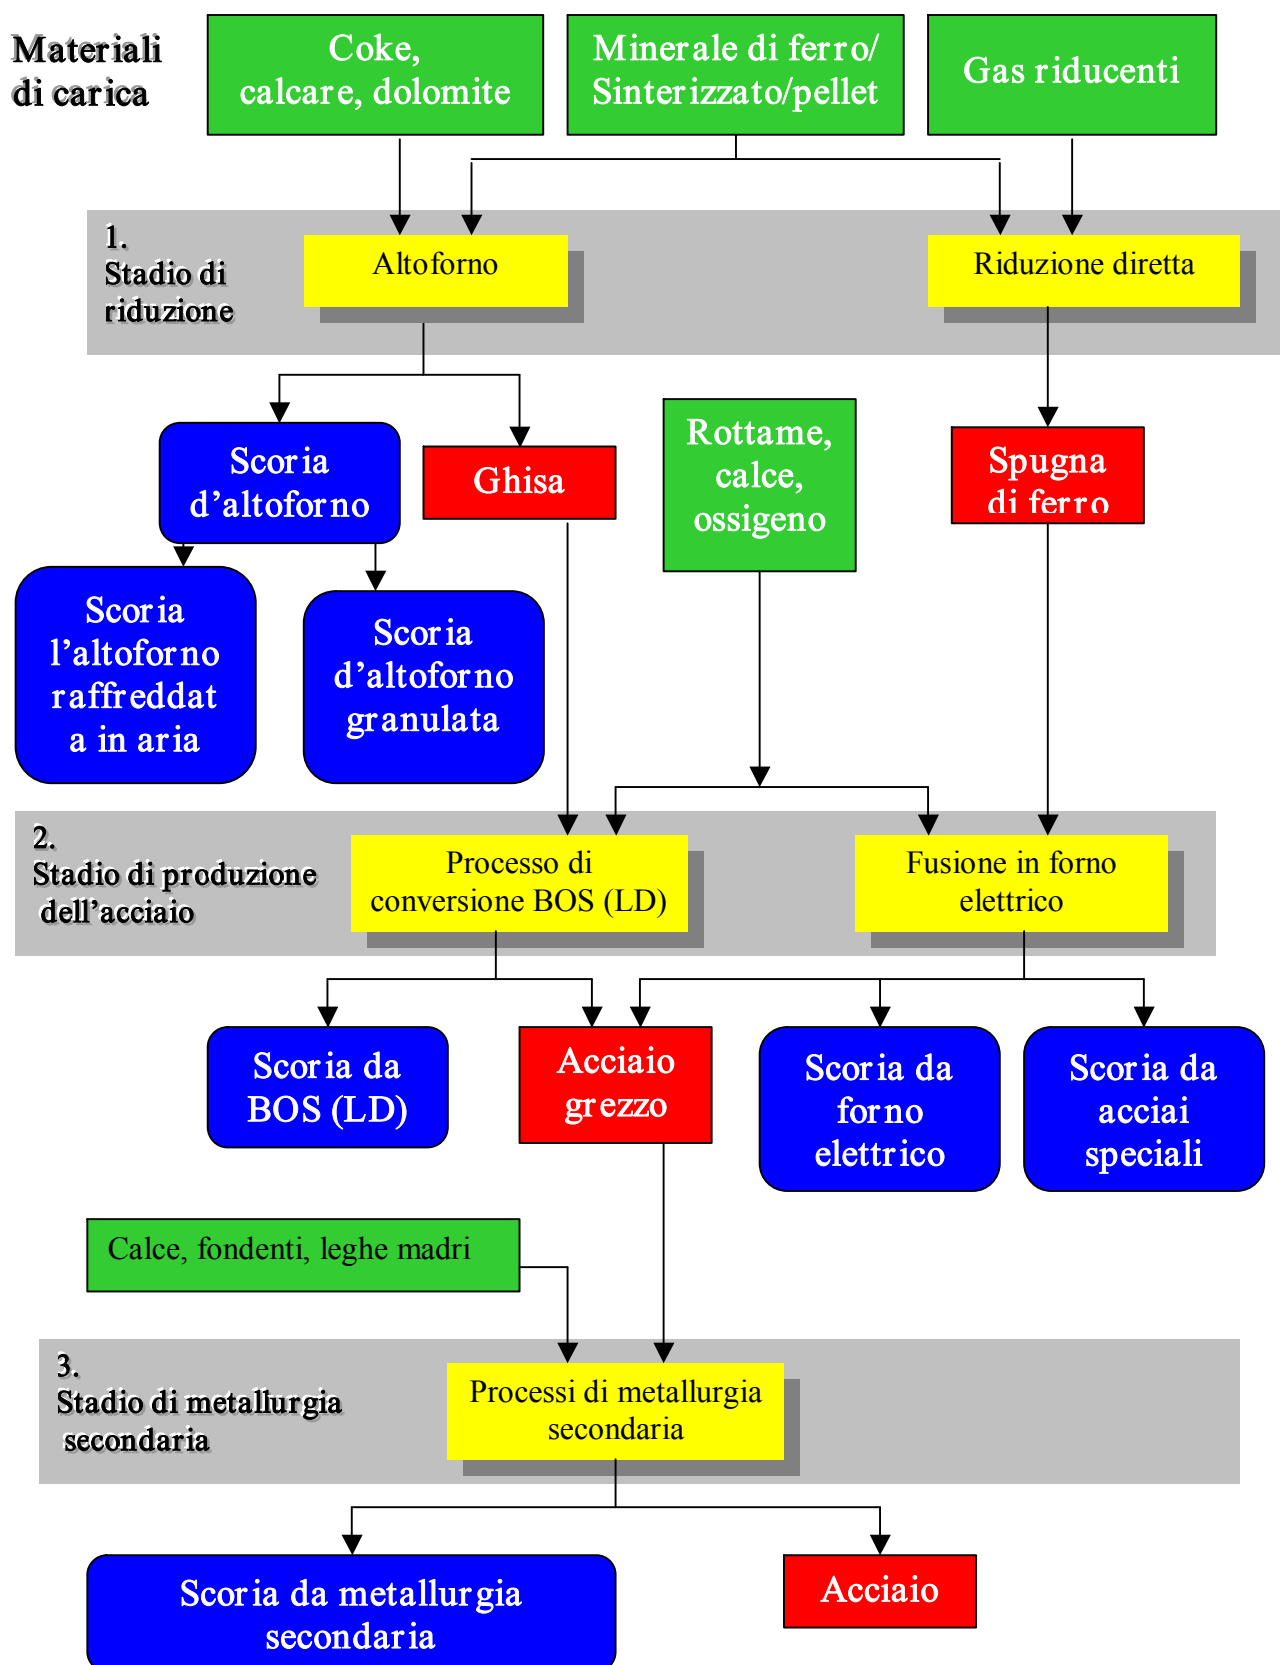 Materiali
di carica
Coke,
calcare, dolomite
Minerale di ferro/
Sinterizzato/pellet
Gas riducenti
1.
Stadio di
riduzione
Altoforno
Riduzione diretta
Scoria
d’altoforno
Ghisa
Rottame,
calce,
ossigeno
Spugna
di ferro
Scoria
l’altoforno
raffreddat
a in aria
Scoria
d’altoforno
granulata
2.
Stadio di produzione
dell’acciaio
Processo di
conversione BOS (LD)
Fusione in forno
elettrico
Scoria da
BOS (LD)
Acciaio
grezzo
Scoria da
forno
elettrico
Scoria da
acciai
speciali
Calce, fondenti, leghe madri
3.
Stadio di metallurgia
secondaria
Processi di metallurgia
secondaria
Scoria da metallurgia
secondaria
Acciaio